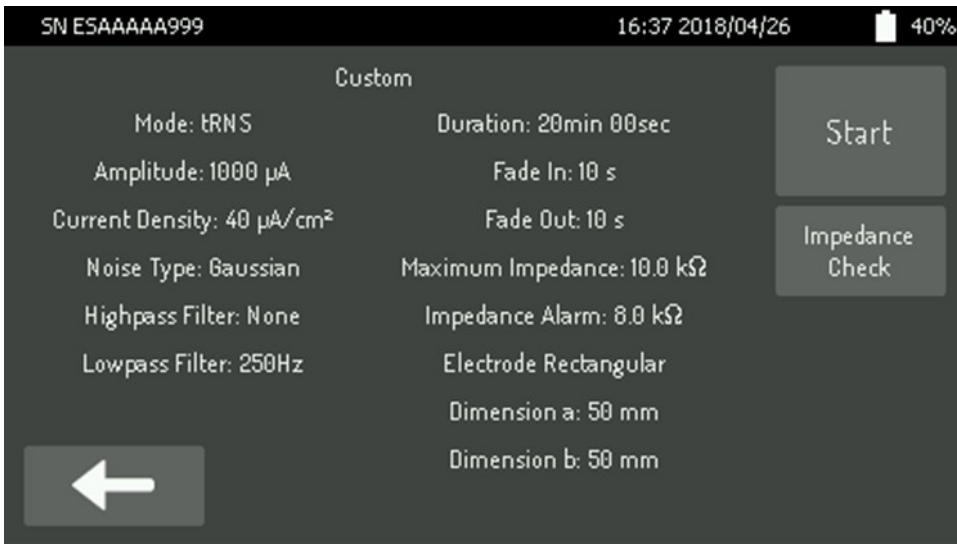 SN ESAAAAA999 16:37 2018/04/26 40%
Custom
Mode: tRNS
Amplitude: 1000 µA
Current Density: 40 µA/cm²
Noise Type: Gaussian
Highpass Filter: None
Lowpass Filter: 250Hz
Duration: 20min 00sec
Fade In: 10 s
Fade Out: 10 s
Maximum Impedance: 10.0 kΩ
Impedance Alarm: 8.0 kΩ
Electrode Rectangular
Dimension a: 50 mm
Dimension b: 50 mm
Start
Impedance
Check